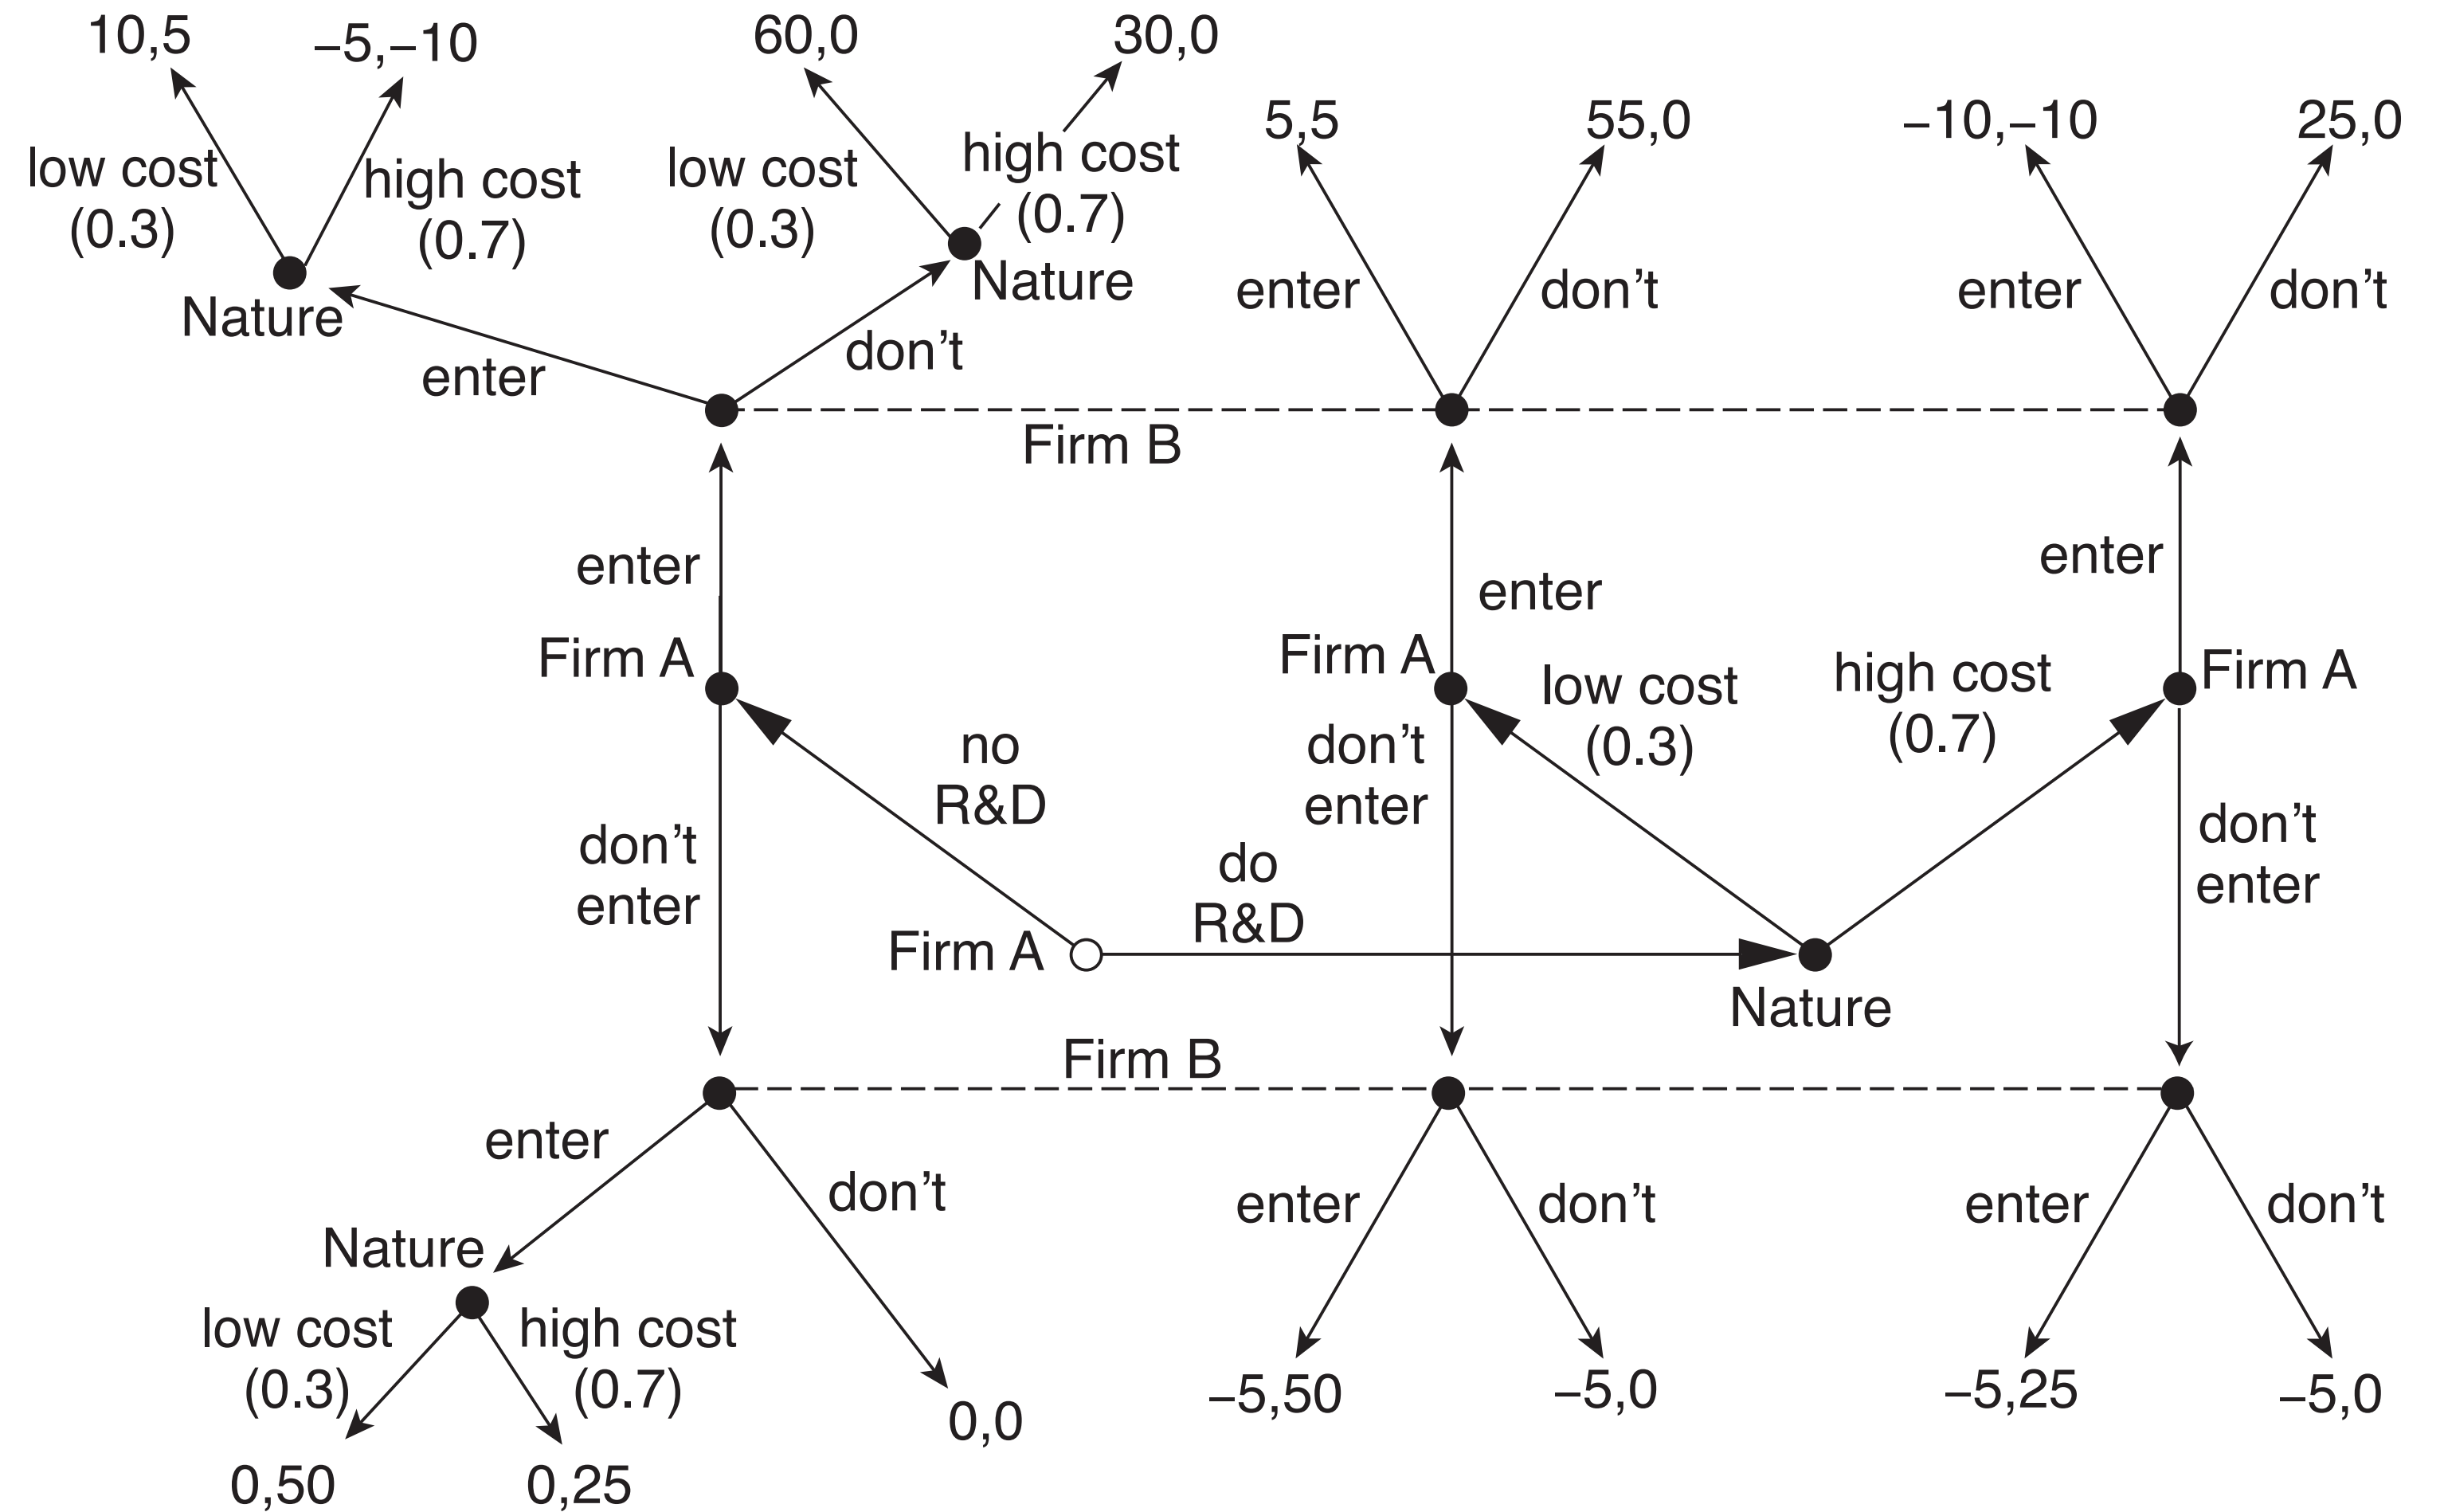 10,5
−5,−10
60,0
30,0
5,5
55,0
−10,−10
25,0
low cost
(0.3)
high cost
(0.7)
low cost
(0.3)
high cost
(0.7)
Nature
Nature
enter
don't
enter
don't
enter
don't
Firm B
enter
enter
enter
Firm A
Firm A
low cost
(0.3)
high cost
(0.7)
Firm A
no
R&D
don't
enter
don't
enter
don't
enter
do
R&D
Firm A
Nature
Firm B
enter
don't
enter
don't
enter
don't
Nature
low cost
(0.3)
high cost
(0.7)
0,50
0,25
0,0
−5,50
−5,0
−5,25
−5,0